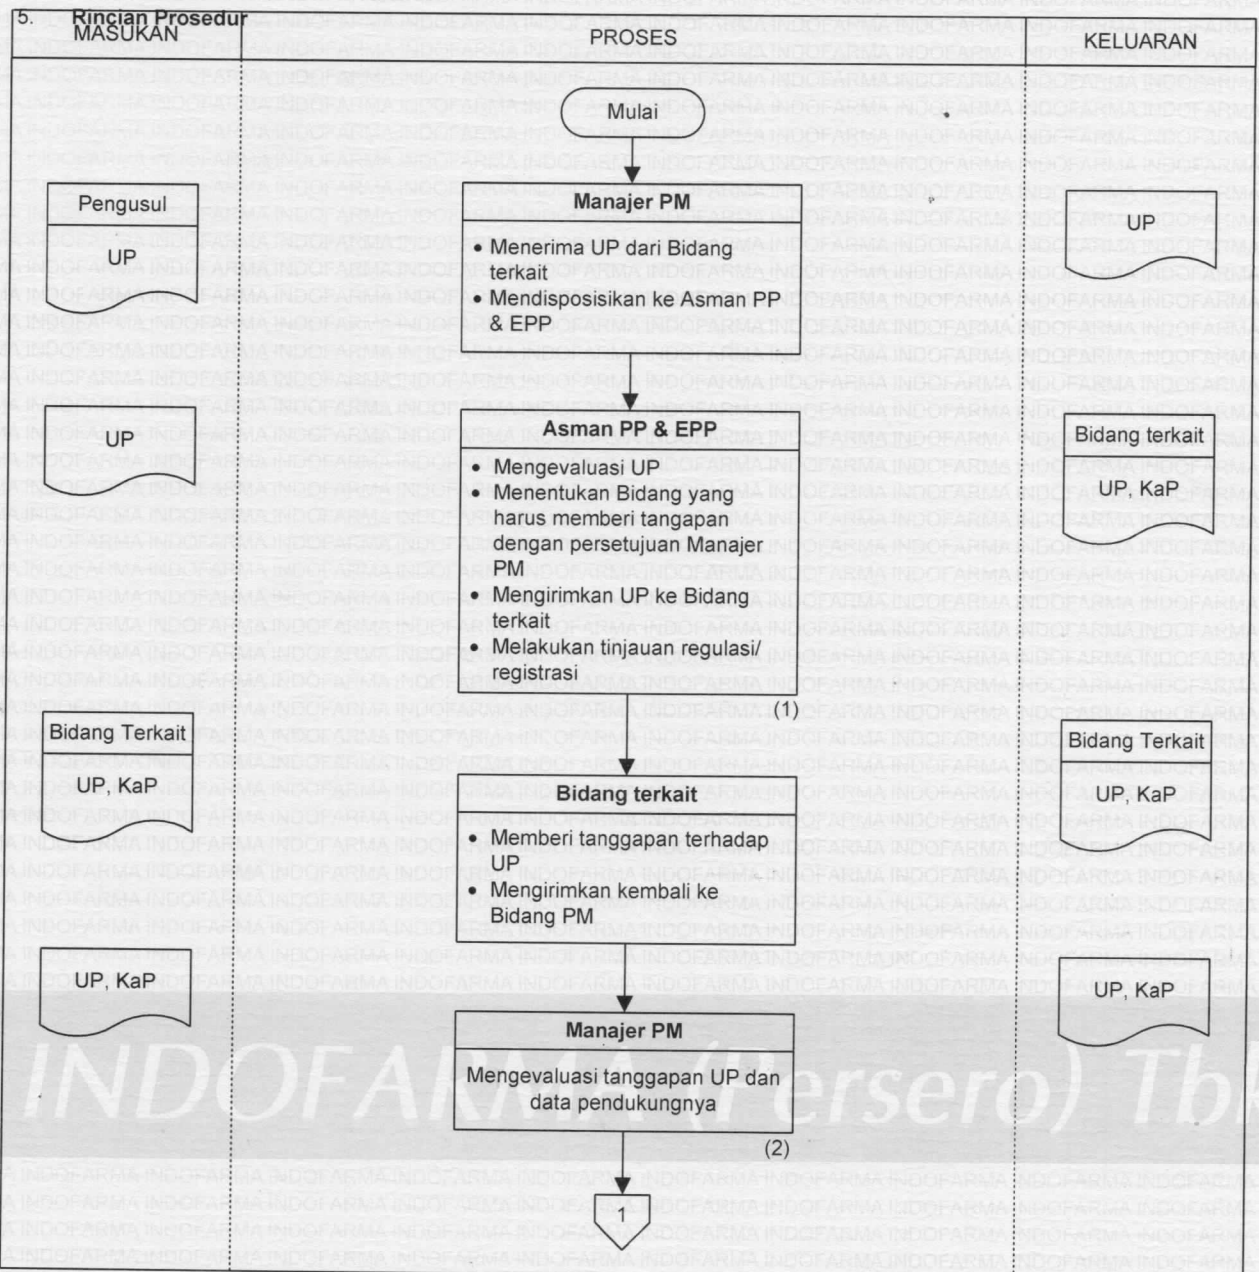 5. Rincian Prosedur
MASUKAN
PROSES
KELUARAN
Mulai
Pengusul
UP
Manajer PM
• Menerima UP dari Bidang
terkait
• Mendisposisikan ke Asman PP
& EPP
UP
UP
Asman PP & EPP
• Mengevaluasi UP
• Menentukan Bidang yang
harus memberi tangapan
dengan persetujuan Manajer
PM
• Mengirimkan UP ke Bidang
terkait
• Melakukan tinjauan regulasi/
registrasi
(1)
Bidang terkait
UP, KaP
Bidang Terkait
UP, KaP
Bidang terkait
• Memberi tanggapan terhadap
UP
• Mengirimkan kembali ke
Bidang PM
Bidang Terkait
UP, KaP
UP, KaP
Manajer PM
Mengevaluasi tanggapan UP dan
data pendukungnya
(2)
UP, KaP
1
INDOFARMA (Persero) Tbk